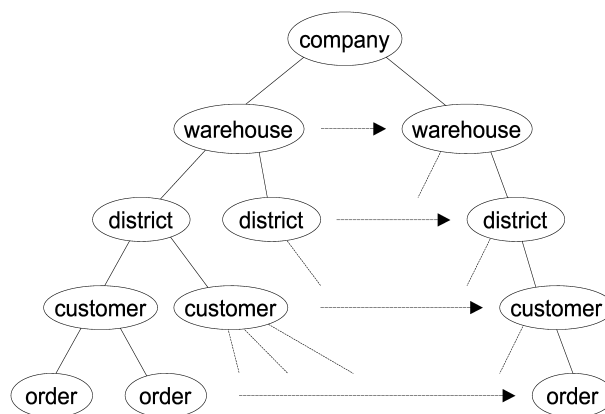 company
warehouse warehouse
district district district
customer customer customer
order order order